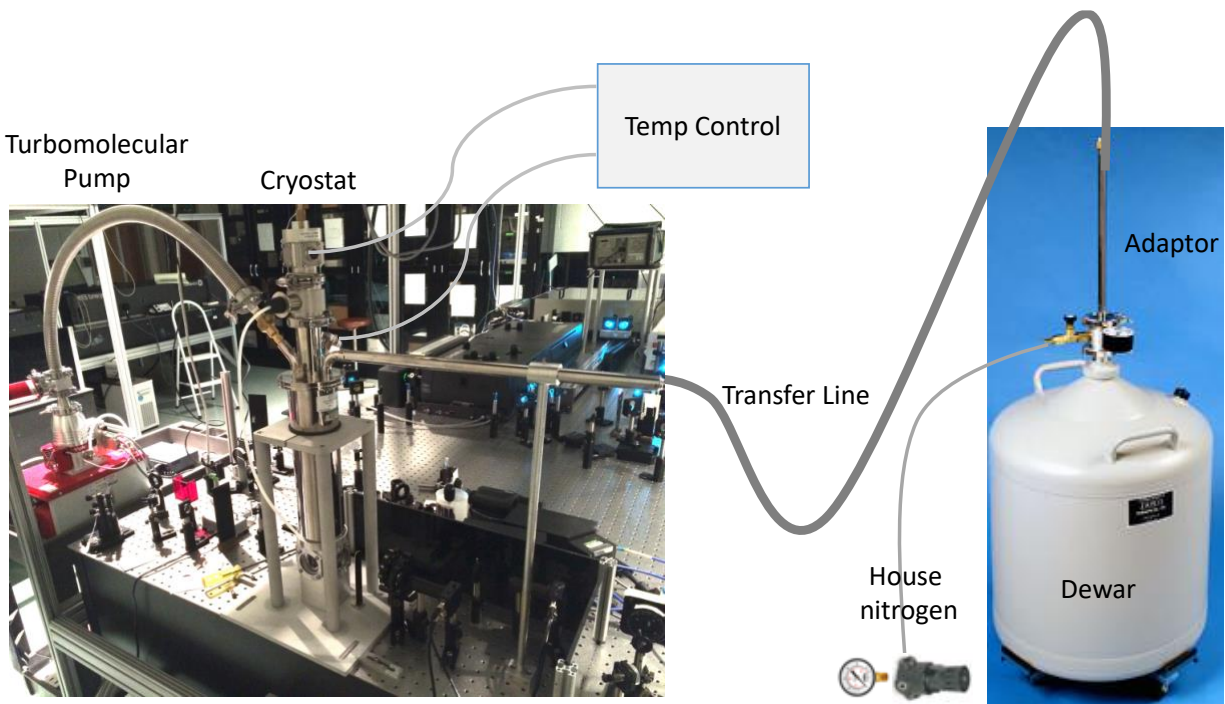 Turbomolecular
Pump
Cryostat
Temp Control
Adaptor
Transfer Line
House
nitrogen
Dewar